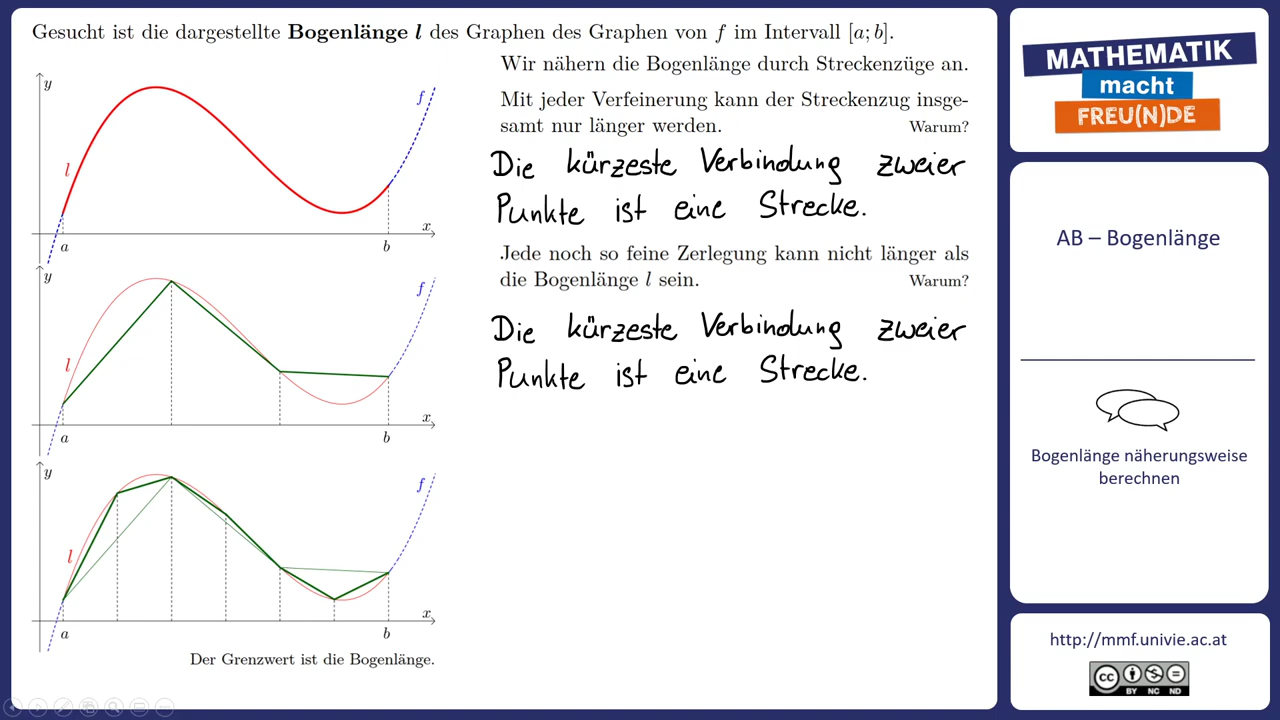 Gesucht ist die dargestellte Bogenlänge l des Graphen des Graphen von f im Intervall [a; b].
Wir nähern die Bogenlänge durch Streckenzüge an.
Mit jeder Verfeinerung kann der Streckenzug insge-
samt nur länger werden. Warum?
Die kürzeste Verbindung zweier
Punkte ist eine Strecke.
Jede noch so feine Zerlegung kann nicht länger als
die Bogenlänge l sein. Warum?
Die kürzeste Verbindung zweier
Punkte ist eine Strecke.
y
f
l
x
a b
y
f
l
x
a b
y
f
l
x
a b
Der Grenzwert ist die Bogenlänge.
MATHEMATIK
macht
FREU(N)DE
AB – Bogenlänge
Bogenlänge näherungsweise
berechnen
http://mmf.univie.ac.at
cc
BY NC ND